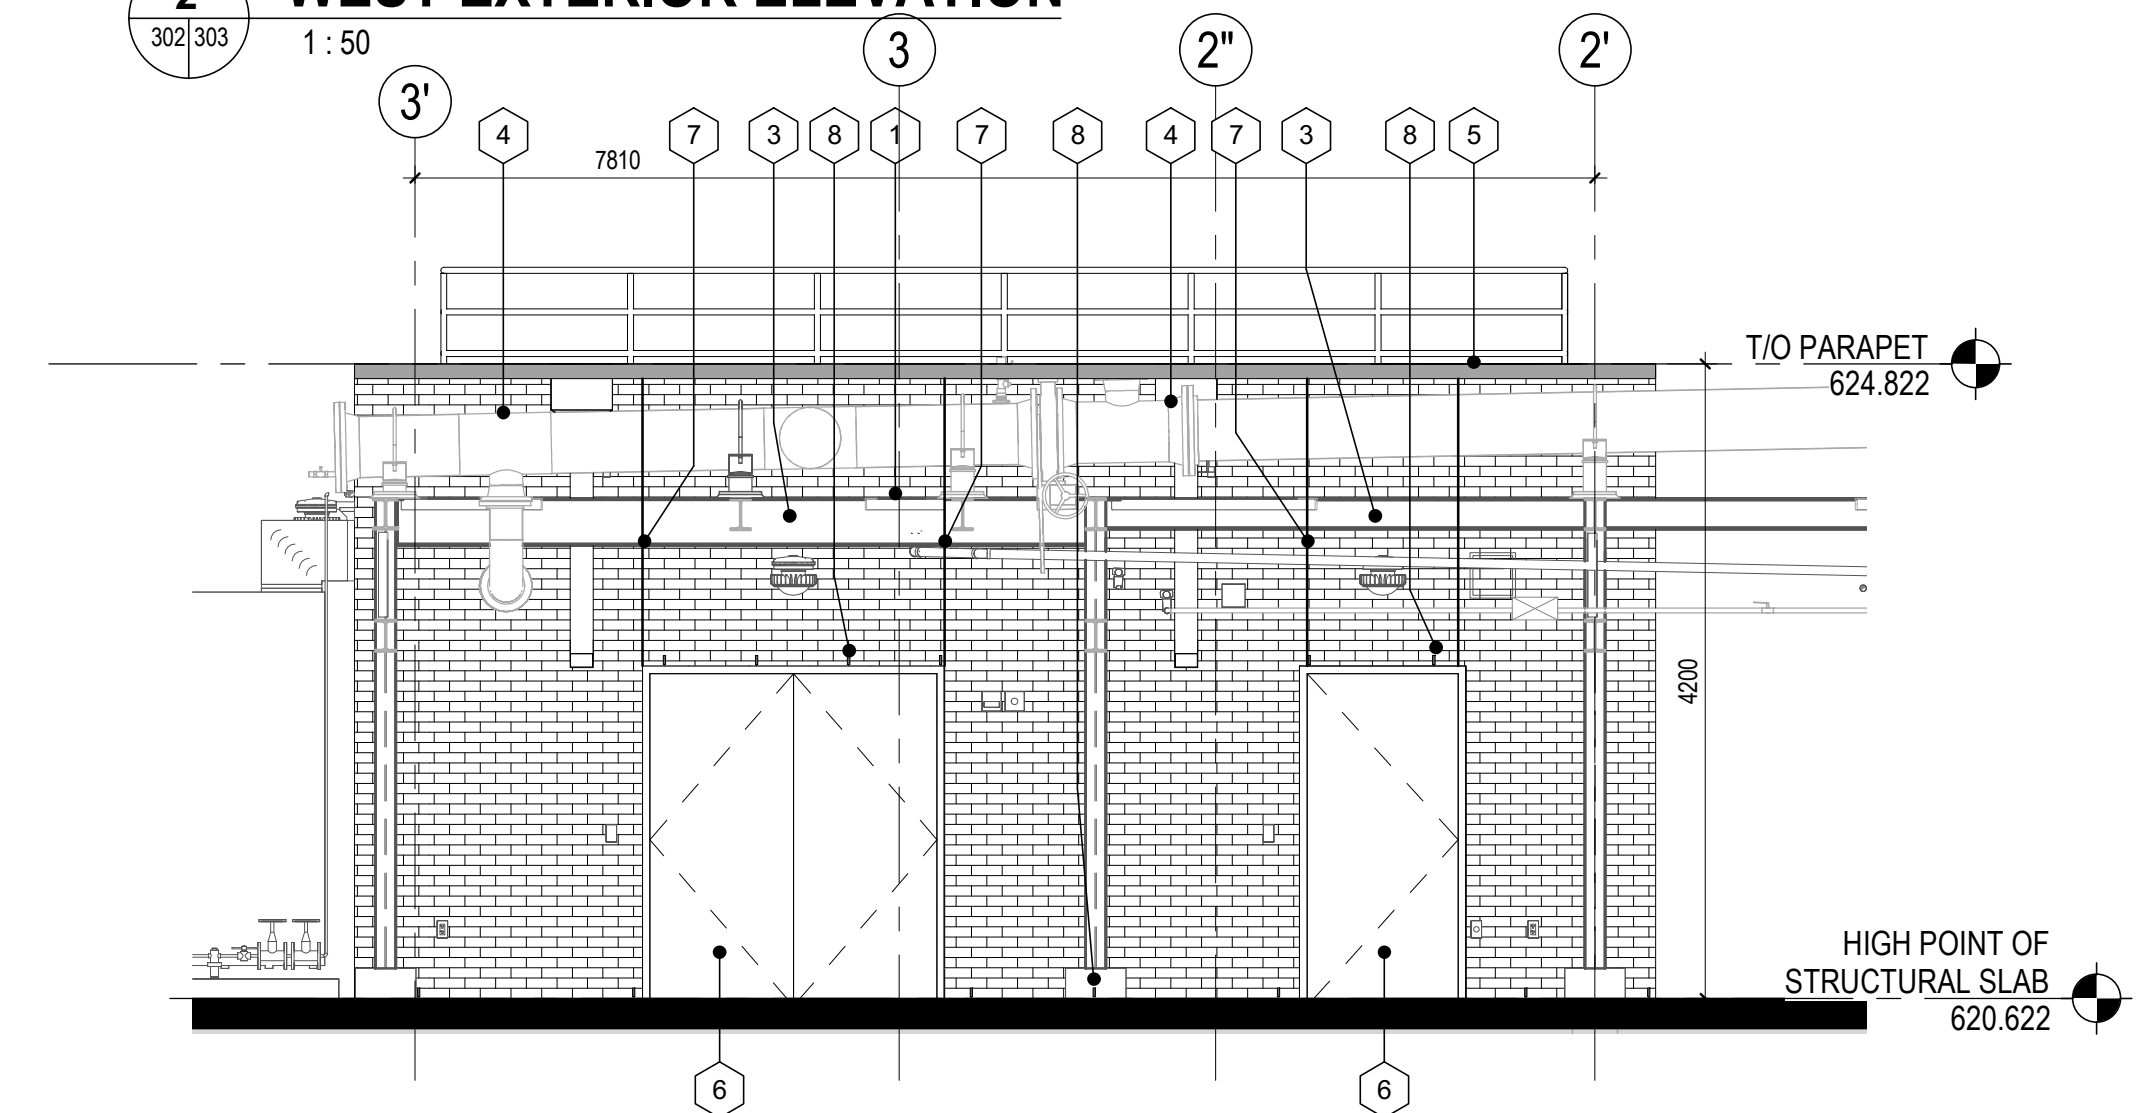 2 WEST EXTERIOR ELEVATION
302 303 1 : 50
3' 3 2" 2'
4 7 3 8 1 7 8 4 7 3 8 5
7810
T/O PARAPET
624.822
4200
HIGH POINT OF
STRUCTURAL SLAB
620.622
6 6